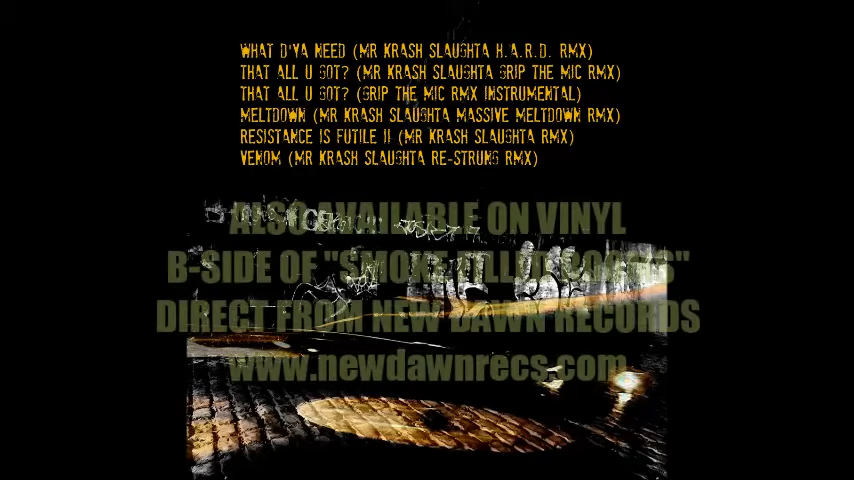 WHAT D'YA NEED (MR KRASH SLAUGHTA H.A.R.D. RMX)
THAT ALL U GOT? (MR KRASH SLAUGHTA GRIP THE MIC RMX)
THAT ALL U GOT? (GRIP THE MIC RMX INSTRUMENTAL)
MELTDOWN (MR KRASH SLAUGHTA MASSIVE MELTDOWN RMX)
RESISTANCE IS FUTILE II (MR KRASH SLAUGHTA RMX)
VENOM (MR KRASH SLAUGHTA RE-STRUNG RMX)
ALSO AVAILABLE ON VINYL
B-SIDE OF "SMOKE FILLED
DIRECT FROM NEW DAWN RECORDS
www.newdawnrecs.com